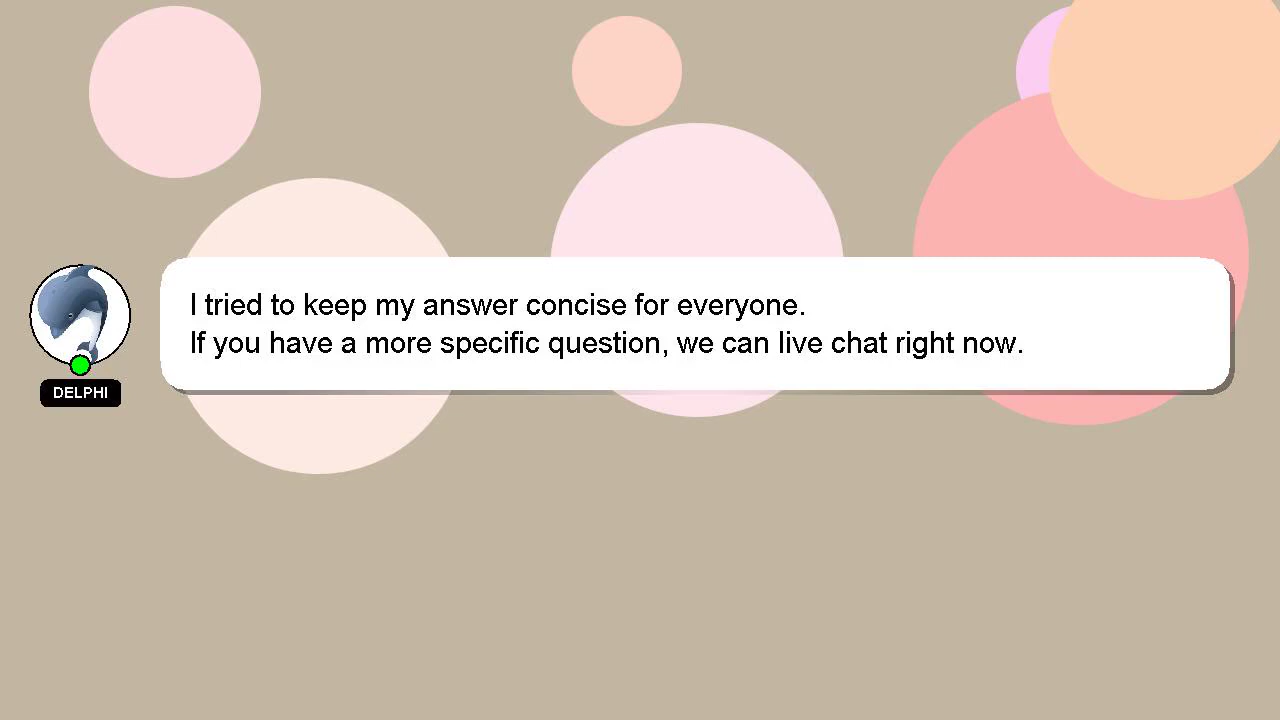 I tried to keep my answer concise for everyone.
If you have a more specific question, we can live chat right now.
DELPHI